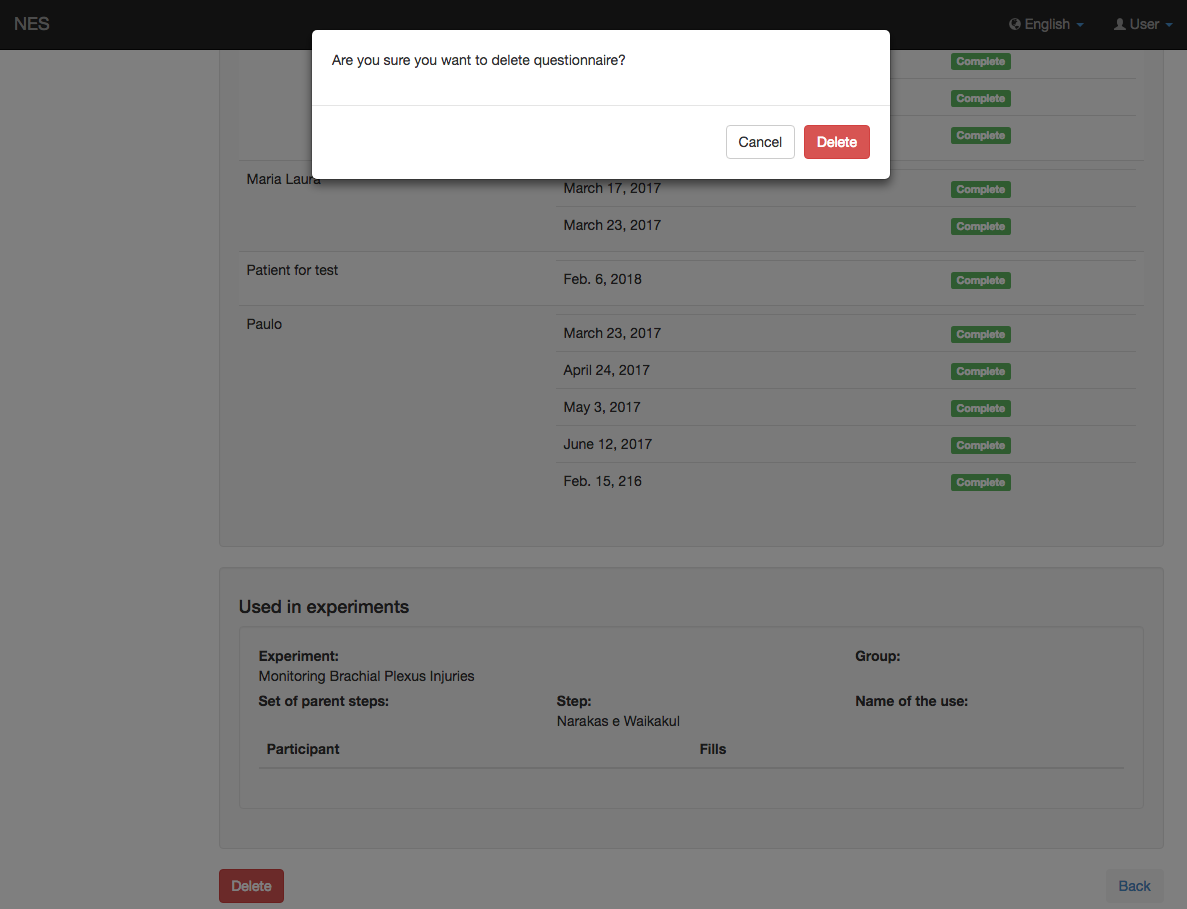 NES
English
User
Are you sure you want to delete questionnaire?
Cancel
Delete
Complete
Complete
Complete
Maria Laura
March 17, 2017
Complete
March 23, 2017
Complete
Patient for test
Feb. 6, 2018
Complete
Paulo
March 23, 2017
Complete
April 24, 2017
Complete
May 3, 2017
Complete
June 12, 2017
Complete
Feb. 15, 216
Complete
Used in experiments
Experiment:
Group:
Monitoring Brachial Plexus Injuries
Set of parent steps:
Step:
Name of the use:
Narakas e Waikakul
Participant
Fills
Delete
Back